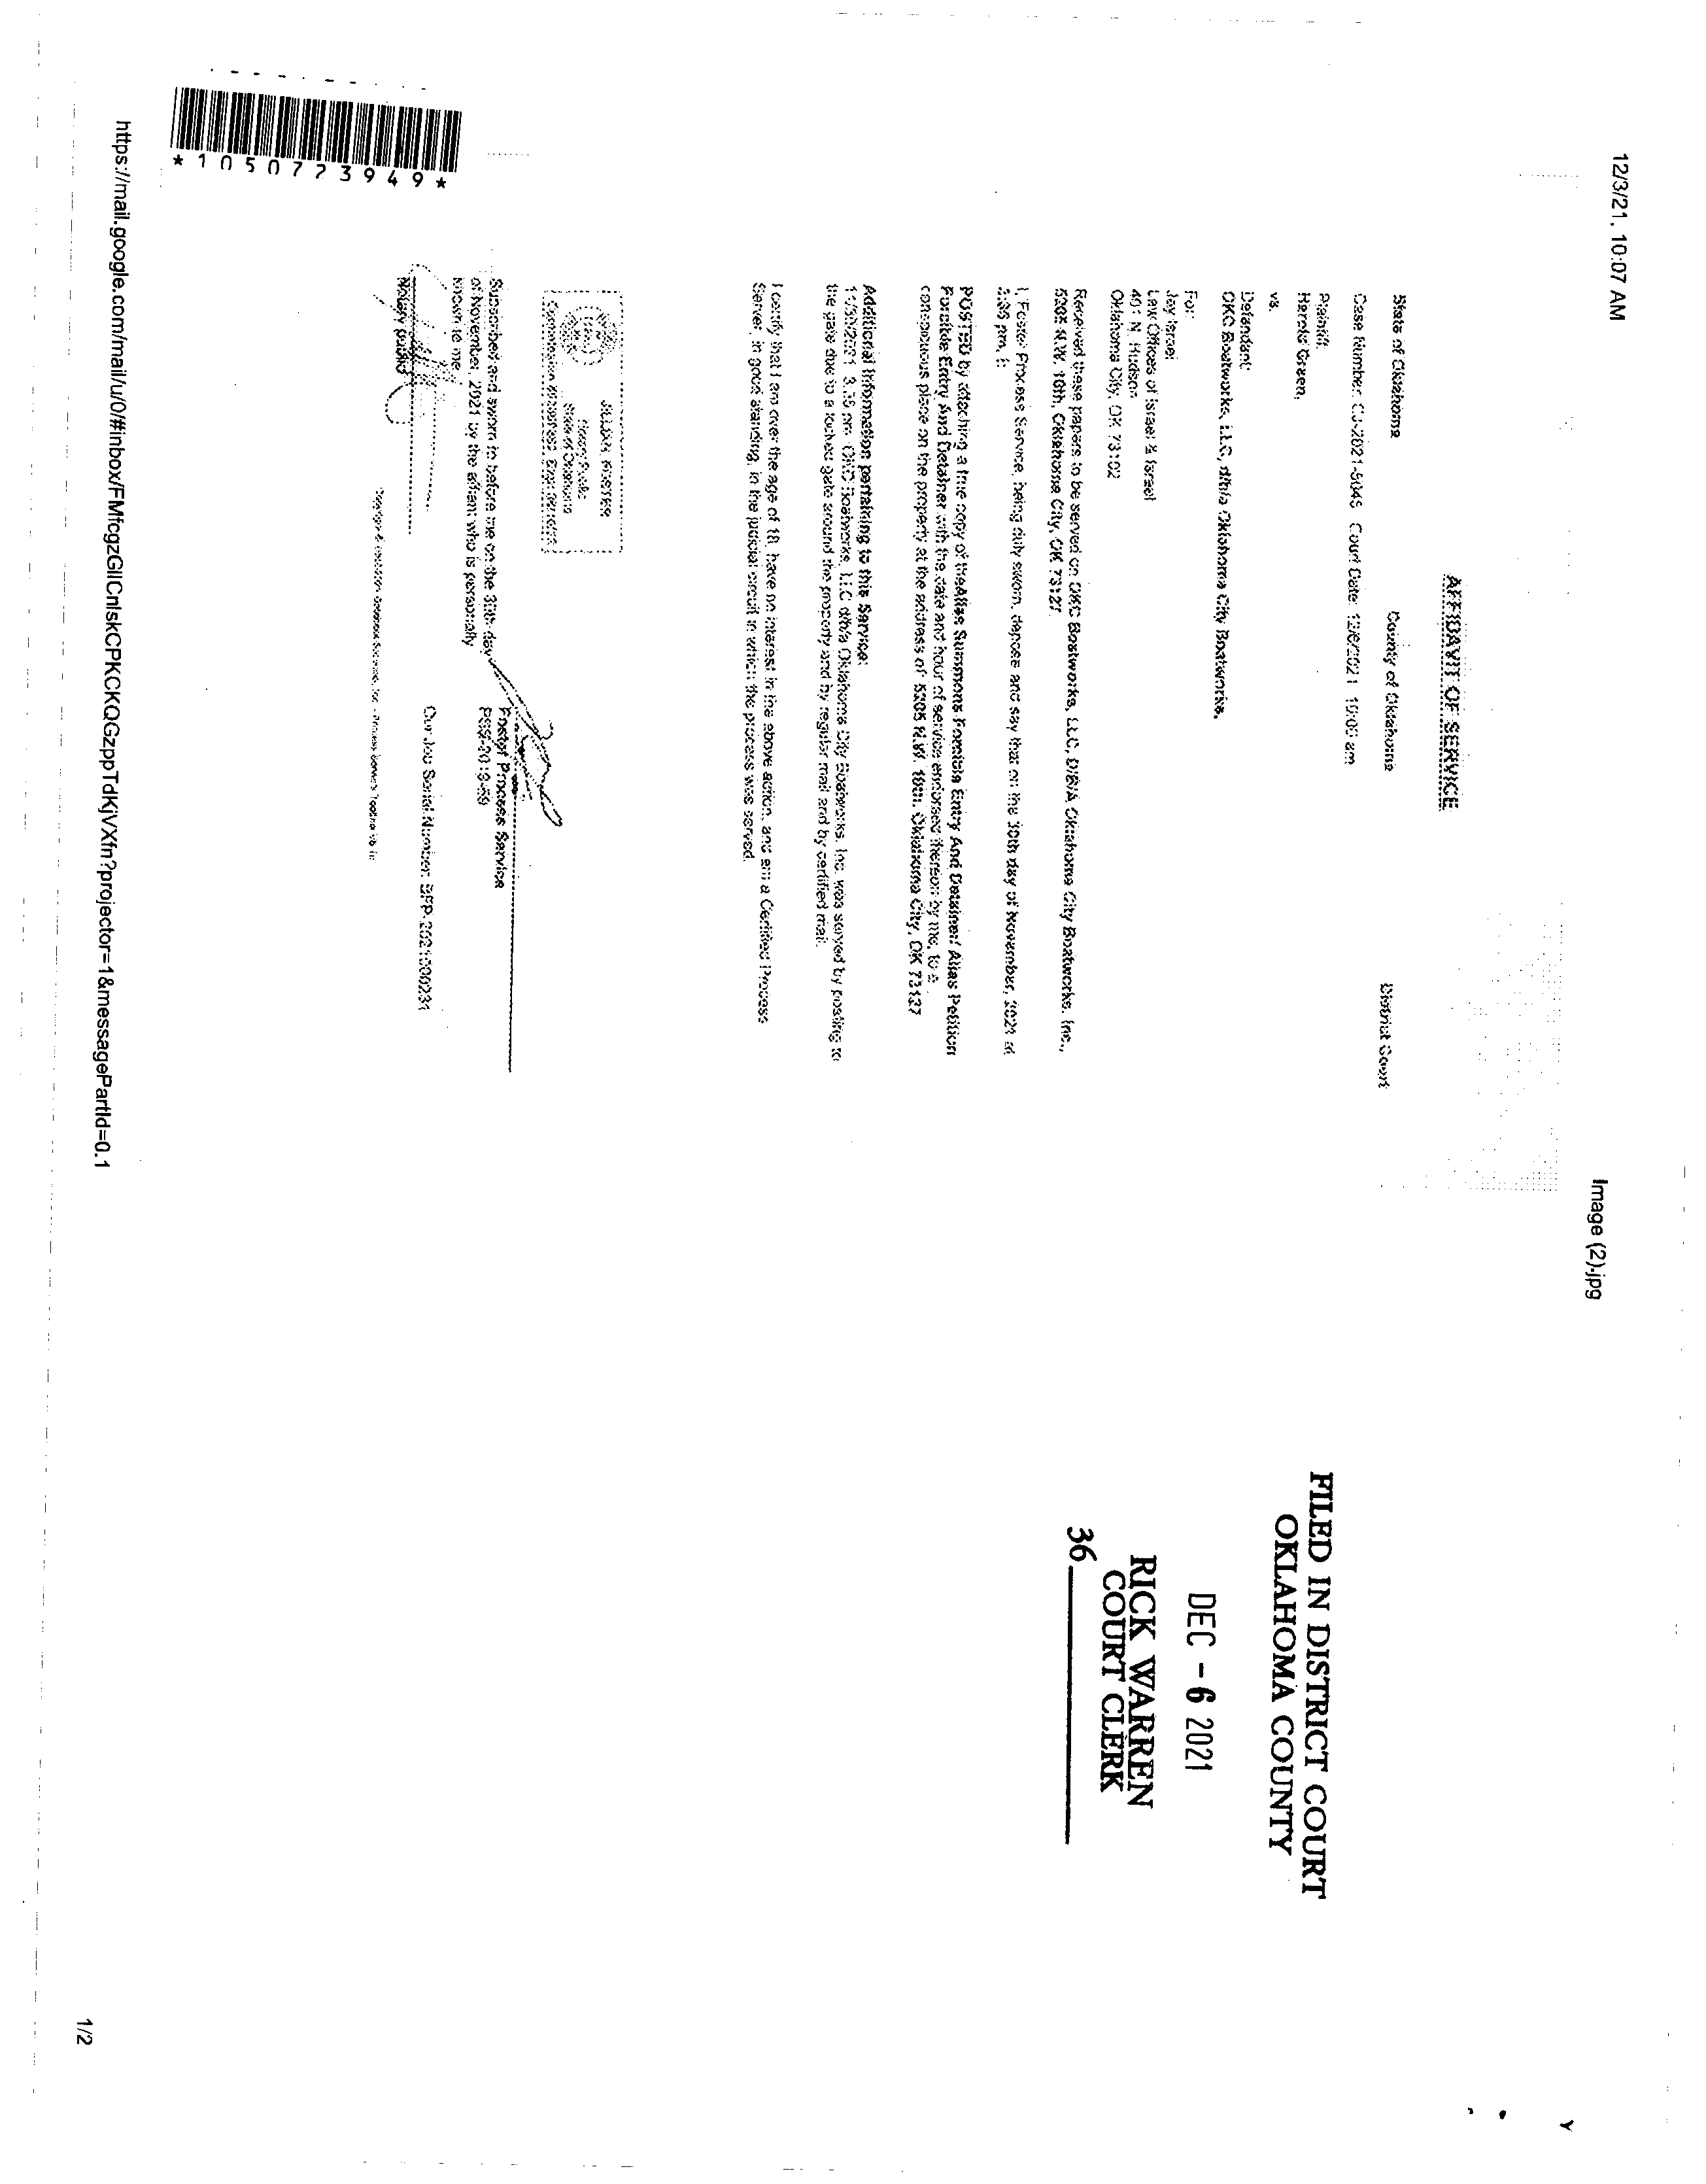 12/3/21, 10:07 AM
Image (2).jpg
AFFIDAVIT OF SERVICE
State of Oklahoma County of Oklahoma District Court
Case Number: CJ-2021-5045 Court Date: 12/6/2021 10:00 am
Plaintiff:
Harold Green,
vs.
Defendant:
OKC Boatworks, LLC, d/b/a Oklahoma City Boatworks,
For:
Jay Israel
Law Offices of Israel & Israel
401 N. Hudson
Oklahoma City, OK 73102
Received these papers to be served on OKC Boatworks, LLC, D/B/A Oklahoma City Boatworks, Inc.,
5205 N.W. 10th, Oklahoma City, OK 73127.
I, Foster Process Service, being duly sworn, depose and say that on the 30th day of November, 2021 at
3:35 pm, I:
POSTED by attaching a true copy of the Alias Summons Forcible Entry And Detainer/ Alias Petition
Forcible Entry And Detainer with the date and hour of service endorsed thereon by me, to a
conspicuous place on the property at the address of 5205 N.W. 10th, Oklahoma City, OK 73127
Additional Information pertaining to this Service:
11/30/2021 3:35 pm OKC Boatworks, LLC d/b/a Oklahoma City Boatworks, Inc. was served by posting to
the gate due to a locked gate around the property and by regular mail and by certified mail.
I certify that I am over the age of 18, have no interest in the above action, and am a Certified Process
Server, in good standing, in the judicial circuit in which the process was served.
Notary Public
State of Oklahoma
Subscribed and sworn to before me on the 30th day
of November, 2021 by the affiant who is personally
known to me.
Notary public
Foster Process Service
PSS-2013-59
Our Job Serial Number: BFP-2021000234
FILED IN DISTRICT COURT
OKLAHOMA COUNTY
DEC - 6 2021
RICK WARREN
COURT CLERK
36
*1050723949*
https://mail.google.com/mail/u/0/#inbox/FMfcgzGllCnlskCPKCKQGzppTdKjVXfn?projector=1&messagePartId=0.1
1/2